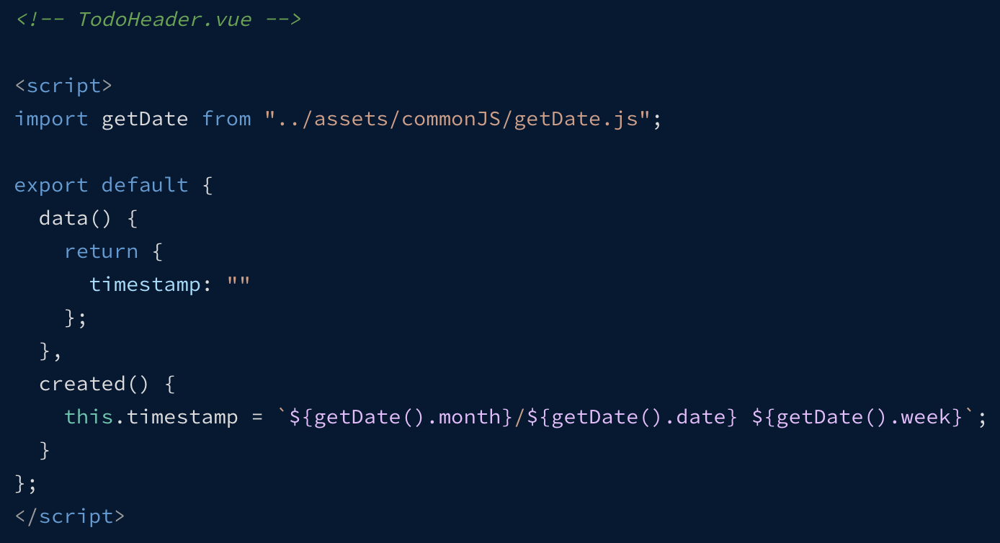 <!-- TodoHeader.vue -->
<script>
import getDate from "../assets/commonJS/getDate.js";
export default {
  data() {
    return {
      timestamp: ""
    };
  },
  created() {
    this.timestamp = `${getDate().month}/${getDate().date} ${getDate().week}`;
  }
};
</script>